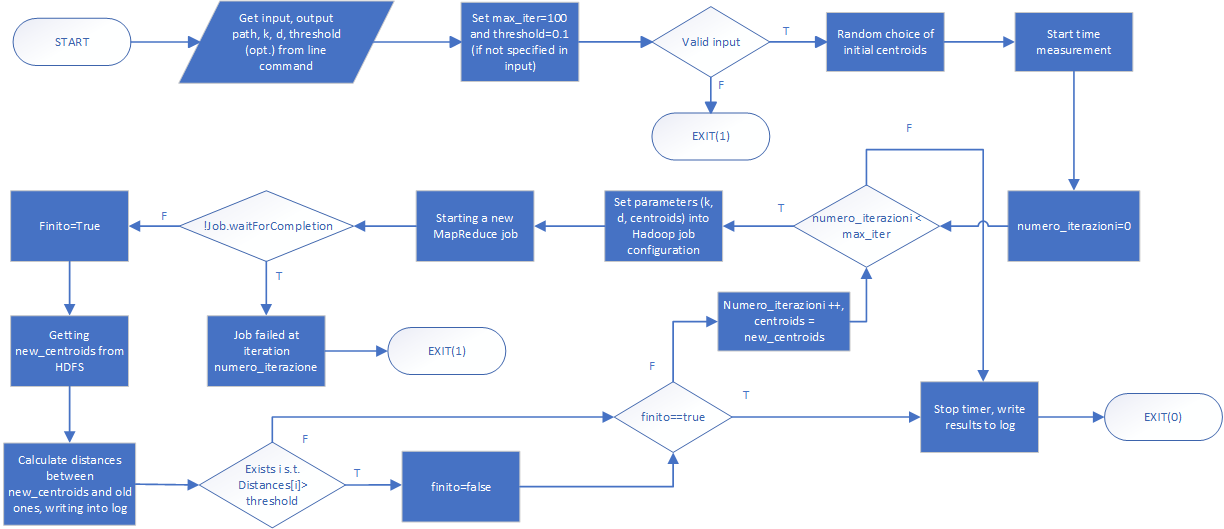 START
Get input, output
path, k, d, threshold
(opt.) from line
command
Set max_iter=100
and threshold=0.1
(if not specified in
input)
Valid input
T
Random choice of
initial centroids
Start time
measurement
F
EXIT(1)
F
Finito=True
F
!Job.waitForCompletion
Starting a new
MapReduce job
Set parameters (k,
d, centroids) into
Hadoop job
configuration
T
numero_iterazioni <
max_iter
numero_iterazioni=0
T
Getting
new_centroids from
HDFS
Job failed at
iteration
numero_iterazione
EXIT(1)
Numero_iterazioni ++,
centroids =
new_centroids
F
finito==true
T
Stop timer, write
results to log
EXIT(0)
Calculate distances
between
new_centroids and old
ones, writing into log
F
Exists i s.t.
Distances[i]>
threshold
T
finito=false